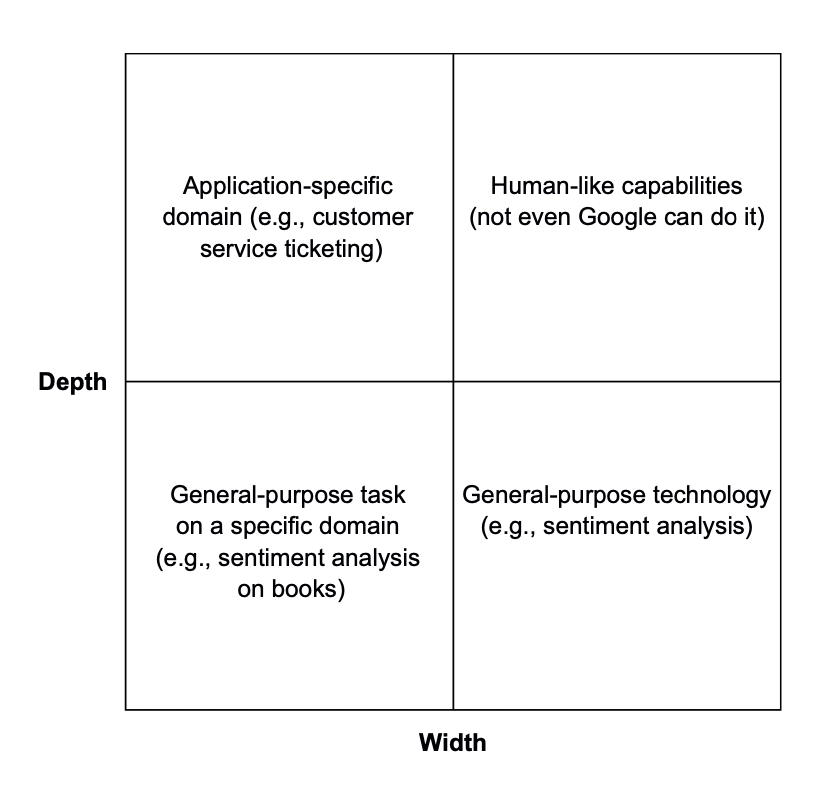 Application-specific
domain (e.g., customer
service ticketing)
Human-like capabilities
(not even Google can do it)
Depth
General-purpose task
on a specific domain
(e.g., sentiment analysis
on books)
General-purpose technology
(e.g., sentiment analysis)
Width